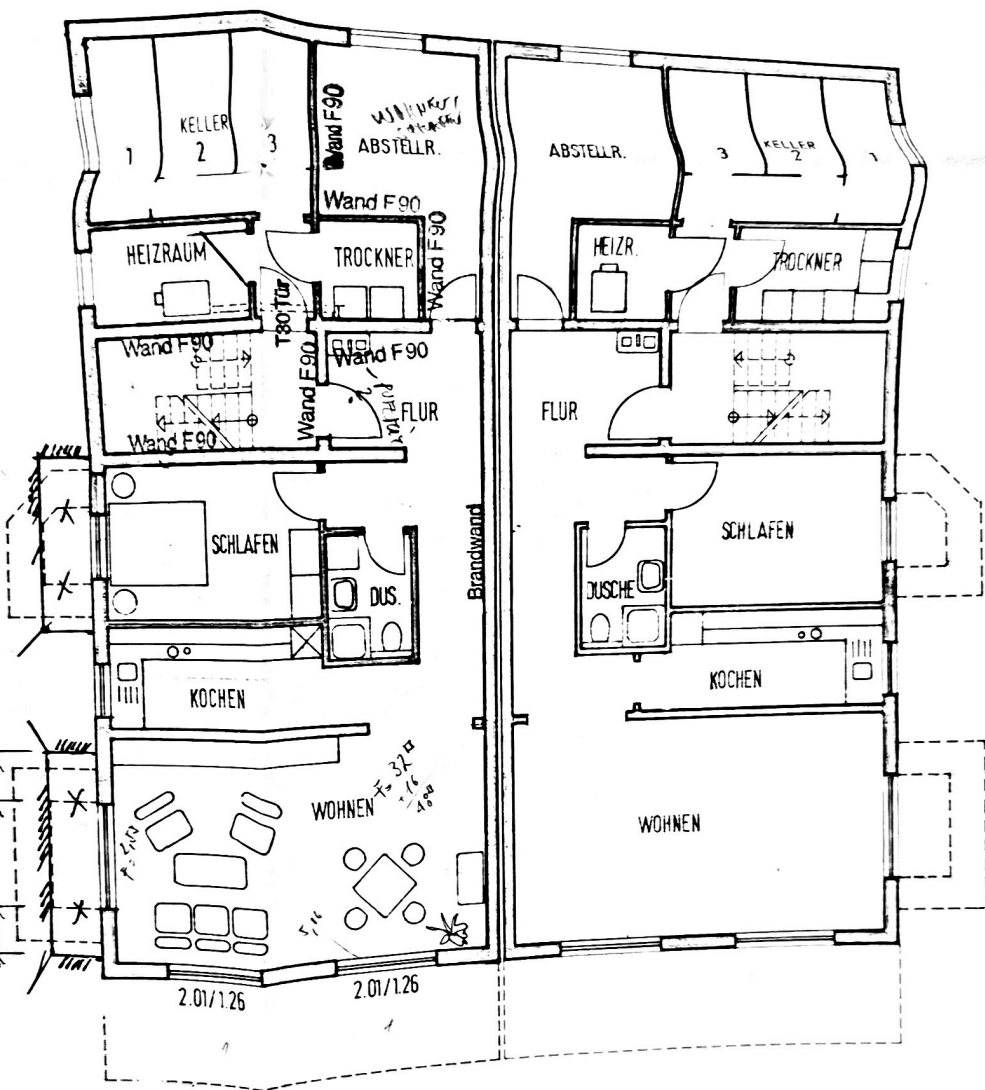 KELLER
1
2
3
Wand F90
ABSTELLR.
Wand F90
Wand F90
HEIZRAUM
TROCKNER
T30 Tür
Wand F90
Wand F90
Wand F90
Wand F90
FLUR
SCHLAFEN
DUS.
Brandwand
KOCHEN
WOHNEN
2.01/1.26
2.01/1.26
5,16
ABSTELLR.
3
KELLER
2
1
HEIZR.
TROCKNER
FLUR
SCHLAFEN
DUSCHE
KOCHEN
WOHNEN